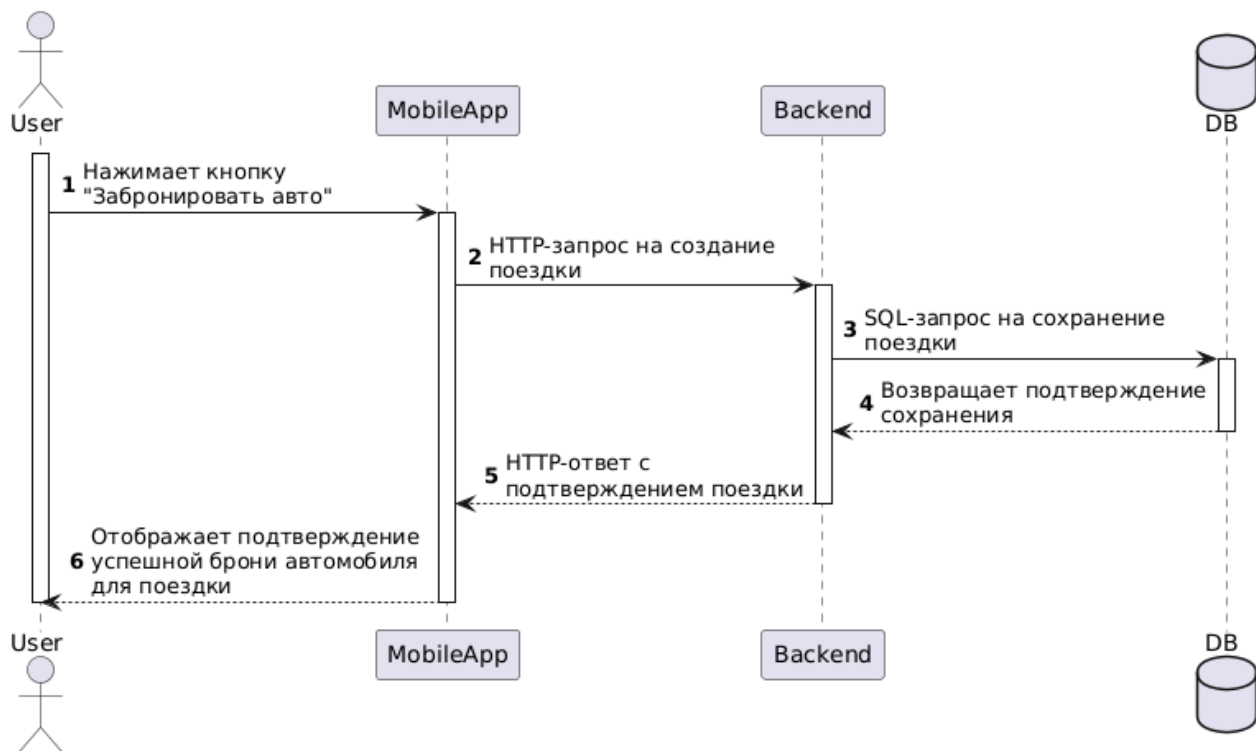 User
MobileApp
Backend
DB
1 Нажимает кнопку
"Забронировать авто"
2 HTTP-запрос на создание
поездки
3 SQL-запрос на сохранение
поездки
4 Возвращает подтверждение
сохранения
5 HTTP-ответ с
подтверждением поездки
6 Отображает подтверждение
успешной брони автомобиля
для поездки
User
MobileApp
Backend
DB